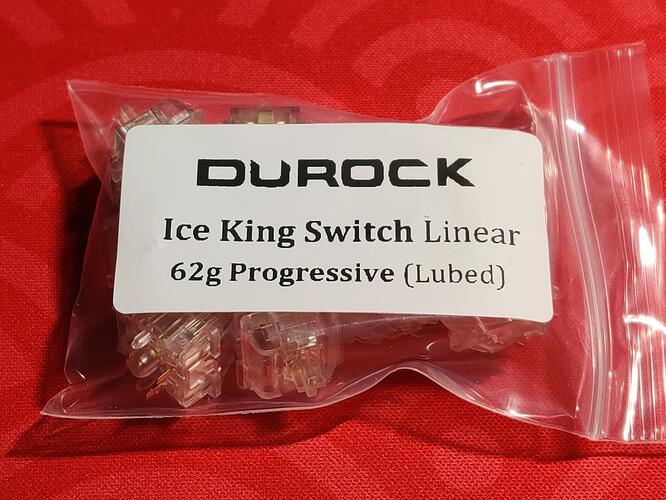 DUROCK
Ice King Switch Linear
62g Progressive (Lubed)